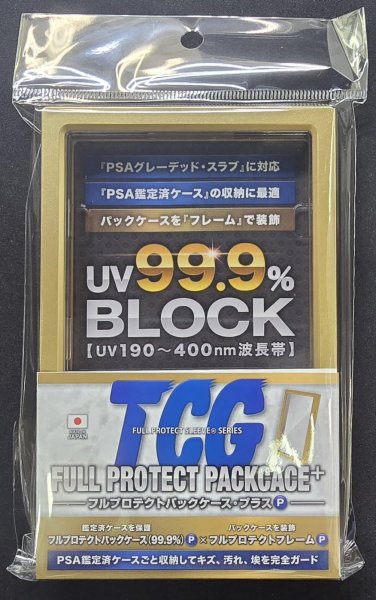 『PSAグレーデッド・スラブ』に対応
『PSA鑑定済ケース』の収納に最適
パックケースを『フレーム』で装飾
UV99.9%
BLOCK
【UV190～400nm波長帯】
TCG
FULL PROTECT SLEEVE® SERIES
MADE IN JAPAN
FULL PROTECT PACKCACE+
フルプロテクトパックケース・プラス P
鑑定済ケースを保護 パックケースを装飾
フルプロテクトパックケース(99.9%) P × フルプロテクトフレーム P
PSA鑑定済ケースごと収納してキズ、汚れ、埃を完全ガード